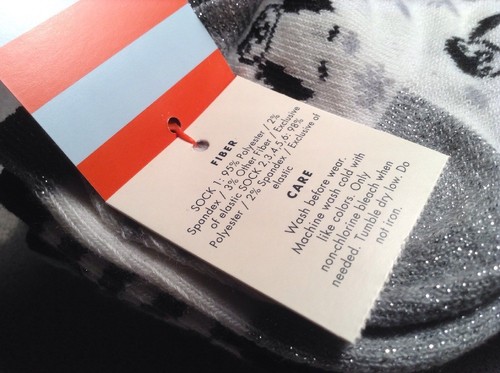 FIBER
SOCK 1: 95% Polyester / 2%
Spandex / 3% Other Fiber / Exclusive
of elastic SOCK 2,3,4,5,6: 98%
Polyester / 2% Spandex / Exclusive of
elastic
CARE
Wash before wear.
Machine wash cold with
like colors. Only
non-chlorine bleach when
needed. Tumble dry low. Do
not iron.